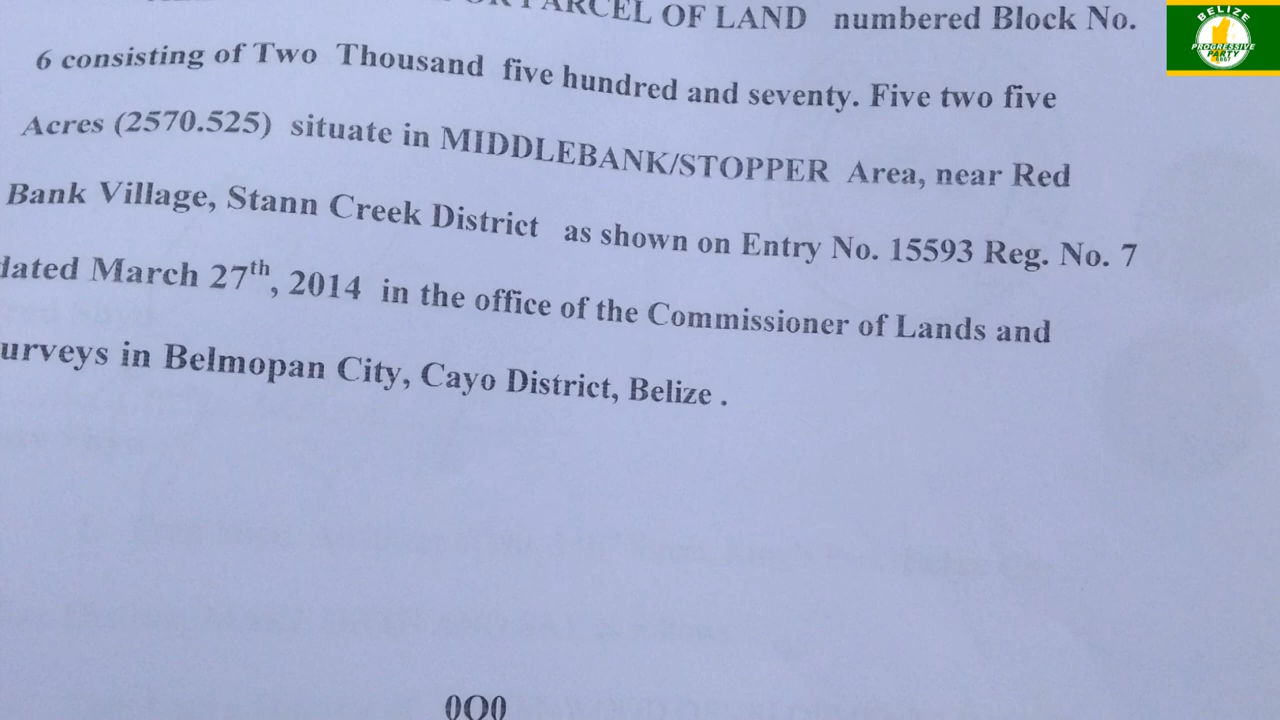 PARCEL OF LAND numbered Block No.
6 consisting of Two Thousand five hundred and seventy. Five two five
Acres (2570.525) situate in MIDDLEBANK/STOPPER Area, near Red
Bank Village, Stann Creek District as shown on Entry No. 15593 Reg. No. 7
dated March 27th, 2014 in the office of the Commissioner of Lands and
urveys in Belmopan City, Cayo District, Belize .
0O0
BELIZE
PROGRESSIVE
PARTY